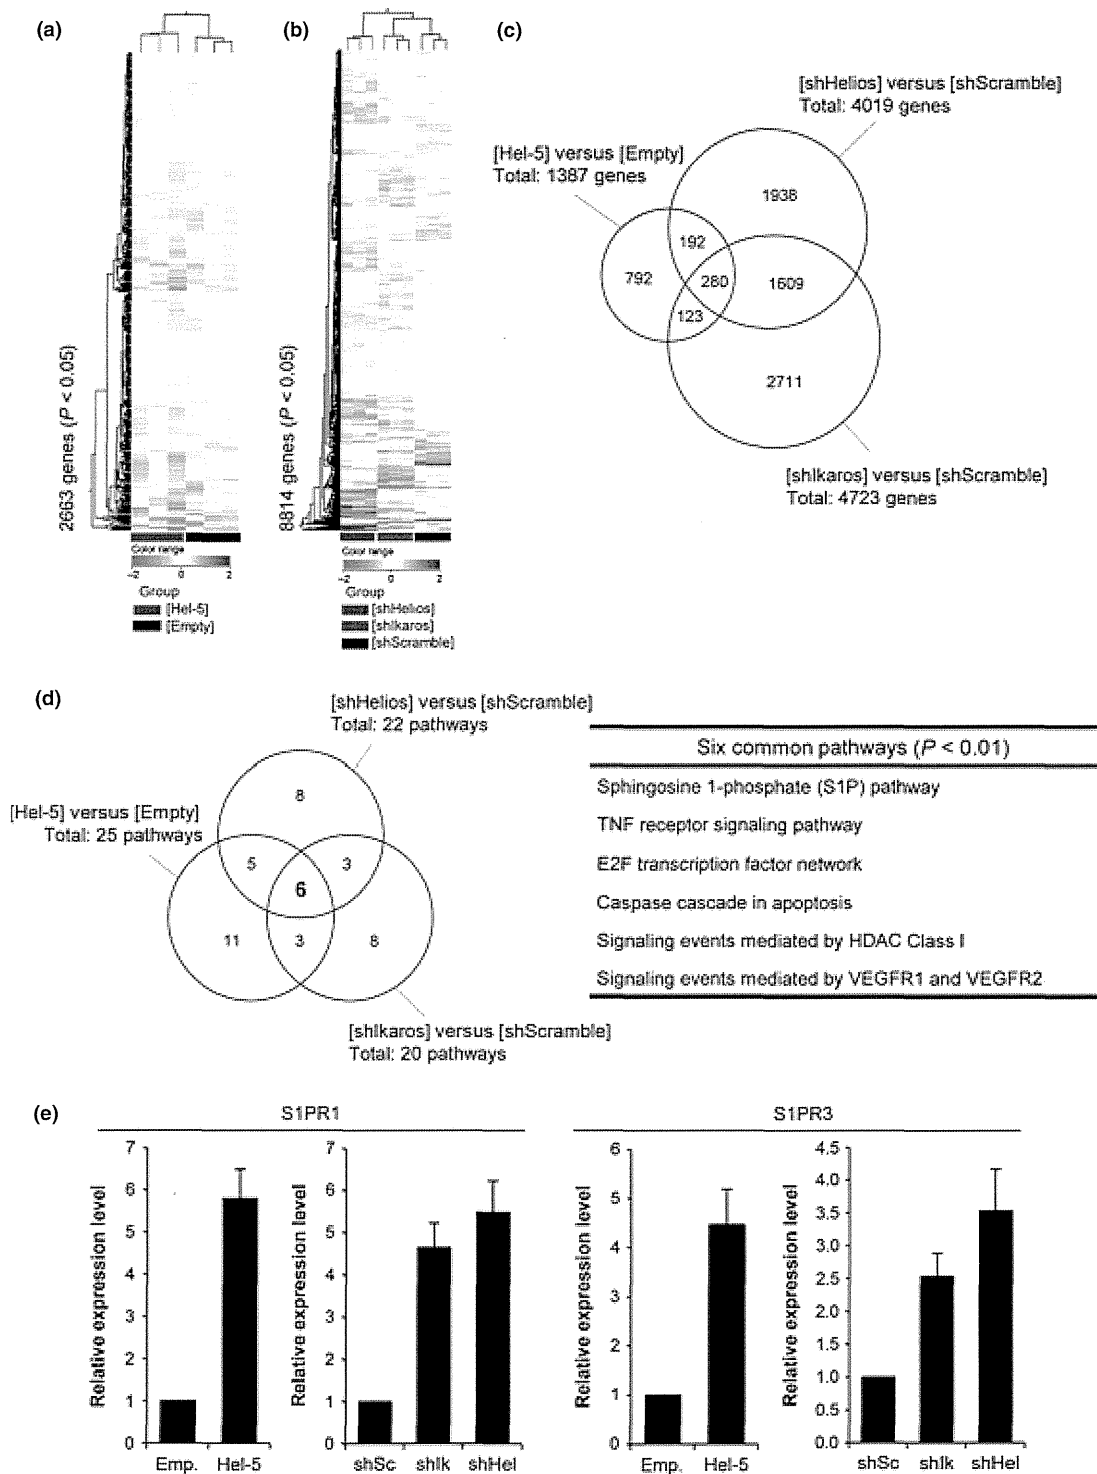 (a)
(b)
(c)
2663 genes (P < 0.05)
8814 genes (P < 0.05)
Color range
-2 0 2
Group
[Hel-5]
[Empty]
Color range
-2 0 2
Group
[shHelios]
[shIkaros]
[shScramble]
[shHelios] versus [shScramble]
Total: 4019 genes
[Hel-5] versus [Empty]
Total: 1387 genes
1938
192
792
280
1609
123
2711
[shIkaros] versus [shScramble]
Total: 4723 genes
(d)
[shHelios] versus [shScramble]
Total: 22 pathways
[Hel-5] versus [Empty]
Total: 25 pathways
8
5
3
6
11
3
8
[shIkaros] versus [shScramble]
Total: 20 pathways
Six common pathways (P < 0.01)
Sphingosine 1-phosphate (S1P) pathway
TNF receptor signaling pathway
E2F transcription factor network
Caspase cascade in apoptosis
Signaling events mediated by HDAC Class I
Signaling events mediated by VEGFR1 and VEGFR2
(e)
S1PR1
Relative expression level
7
6
5
4
3
2
1
0
Emp. Hel-5
Relative expression level
7
6
5
4
3
2
1
0
shSc shIk shHel
S1PR3
Relative expression level
6
5
4
3
2
1
0
Emp. Hel-5
Relative expression level
4.5
4.0
3.5
3.0
2.5
2.0
1.5
1.0
0.5
0.0
shSc shIk shHel